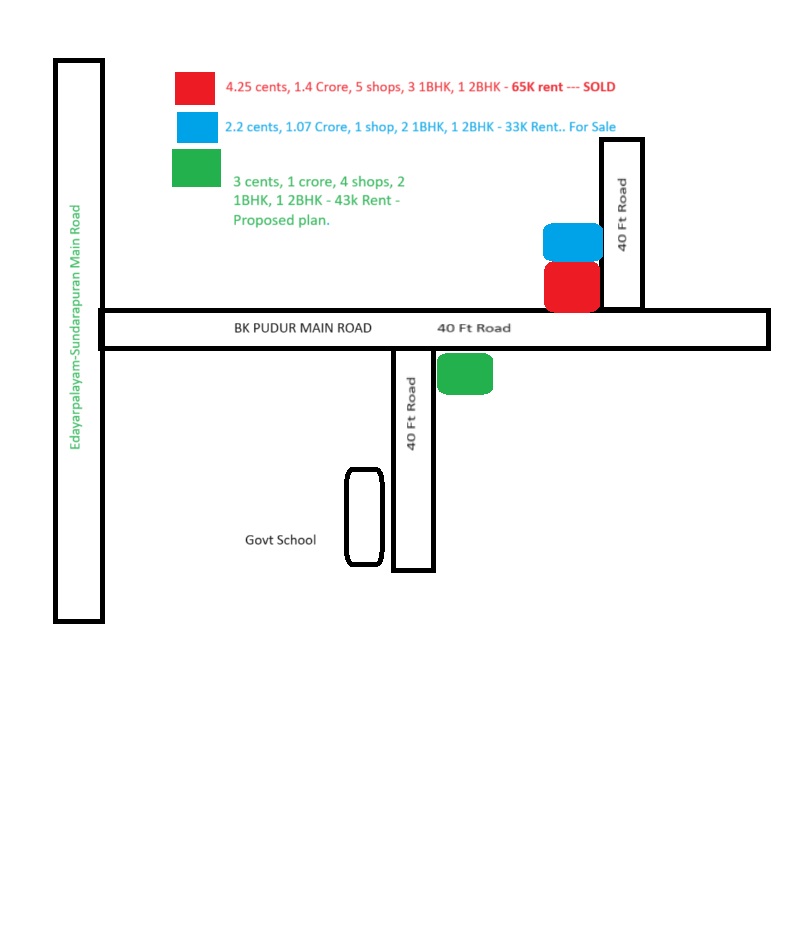 4.25 cents, 1.4 Crore, 5 shops, 3 1BHK, 1 2BHK - 65K rent --- SOLD
2.2 cents, 1.07 Crore, 1 shop, 2 1BHK, 1 2BHK - 33K Rent.. For Sale
3 cents, 1 crore, 4 shops, 2
1BHK, 1 2BHK - 43k Rent -
Proposed plan.
40 Ft Road
Edayarpalayam-Sundarapuran Main Road
BK PUDUR MAIN ROAD 40 Ft Road
40 Ft Road
Govt School